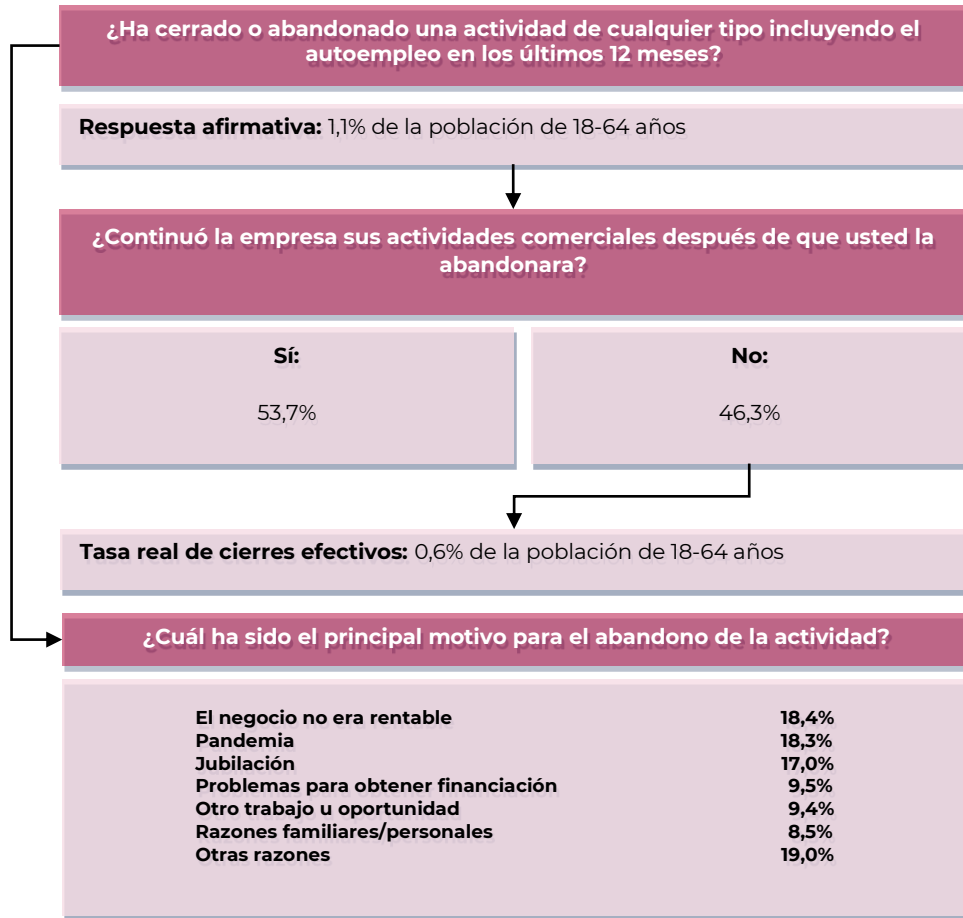 ¿Ha cerrado o abandonado una actividad de cualquier tipo incluyendo el
autoempleo en los últimos 12 meses?
Respuesta afirmativa: 1,1% de la población de 18-64 años
¿Continuó la empresa sus actividades comerciales después de que usted la
abandonara?
Sí:
53,7%
No:
46,3%
Tasa real de cierres efectivos: 0,6% de la población de 18-64 años
¿Cuál ha sido el principal motivo para el abandono de la actividad?
El negocio no era rentable 18,4%
Pandemia 18,3%
Jubilación 17,0%
Problemas para obtener financiación 9,5%
Otro trabajo u oportunidad 9,4%
Razones familiares/personales 8,5%
Otras razones 19,0%